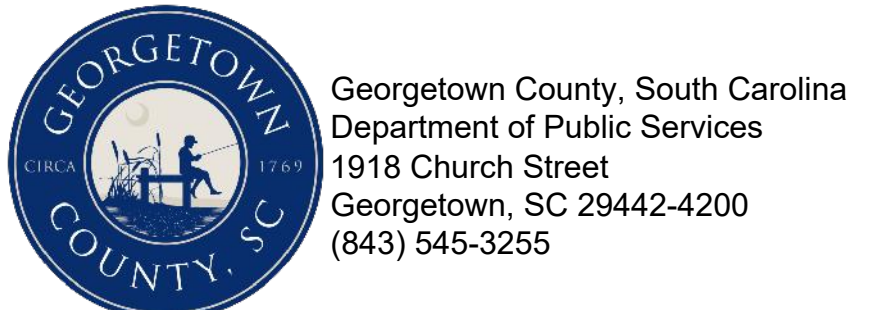 GEORGETOWN
CIRCA 1769
COUNTY, SC
Georgetown County, South Carolina
Department of Public Services
1918 Church Street
Georgetown, SC 29442-4200
(843) 545-3255